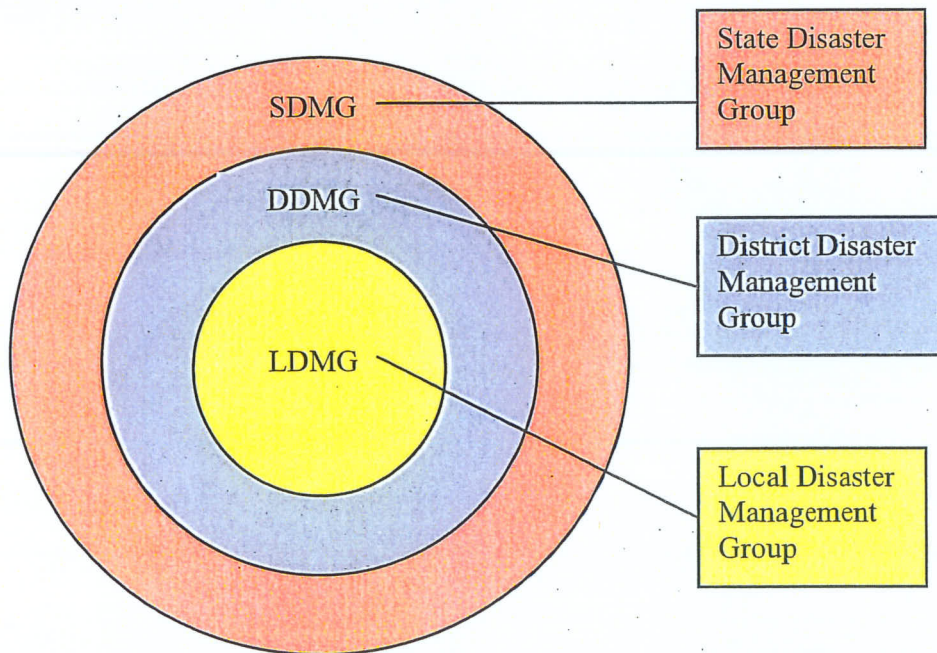 State Disaster
Management
Group
SDMG
DDMG
District Disaster
Management
Group
LDMG
Local Disaster
Management
Group